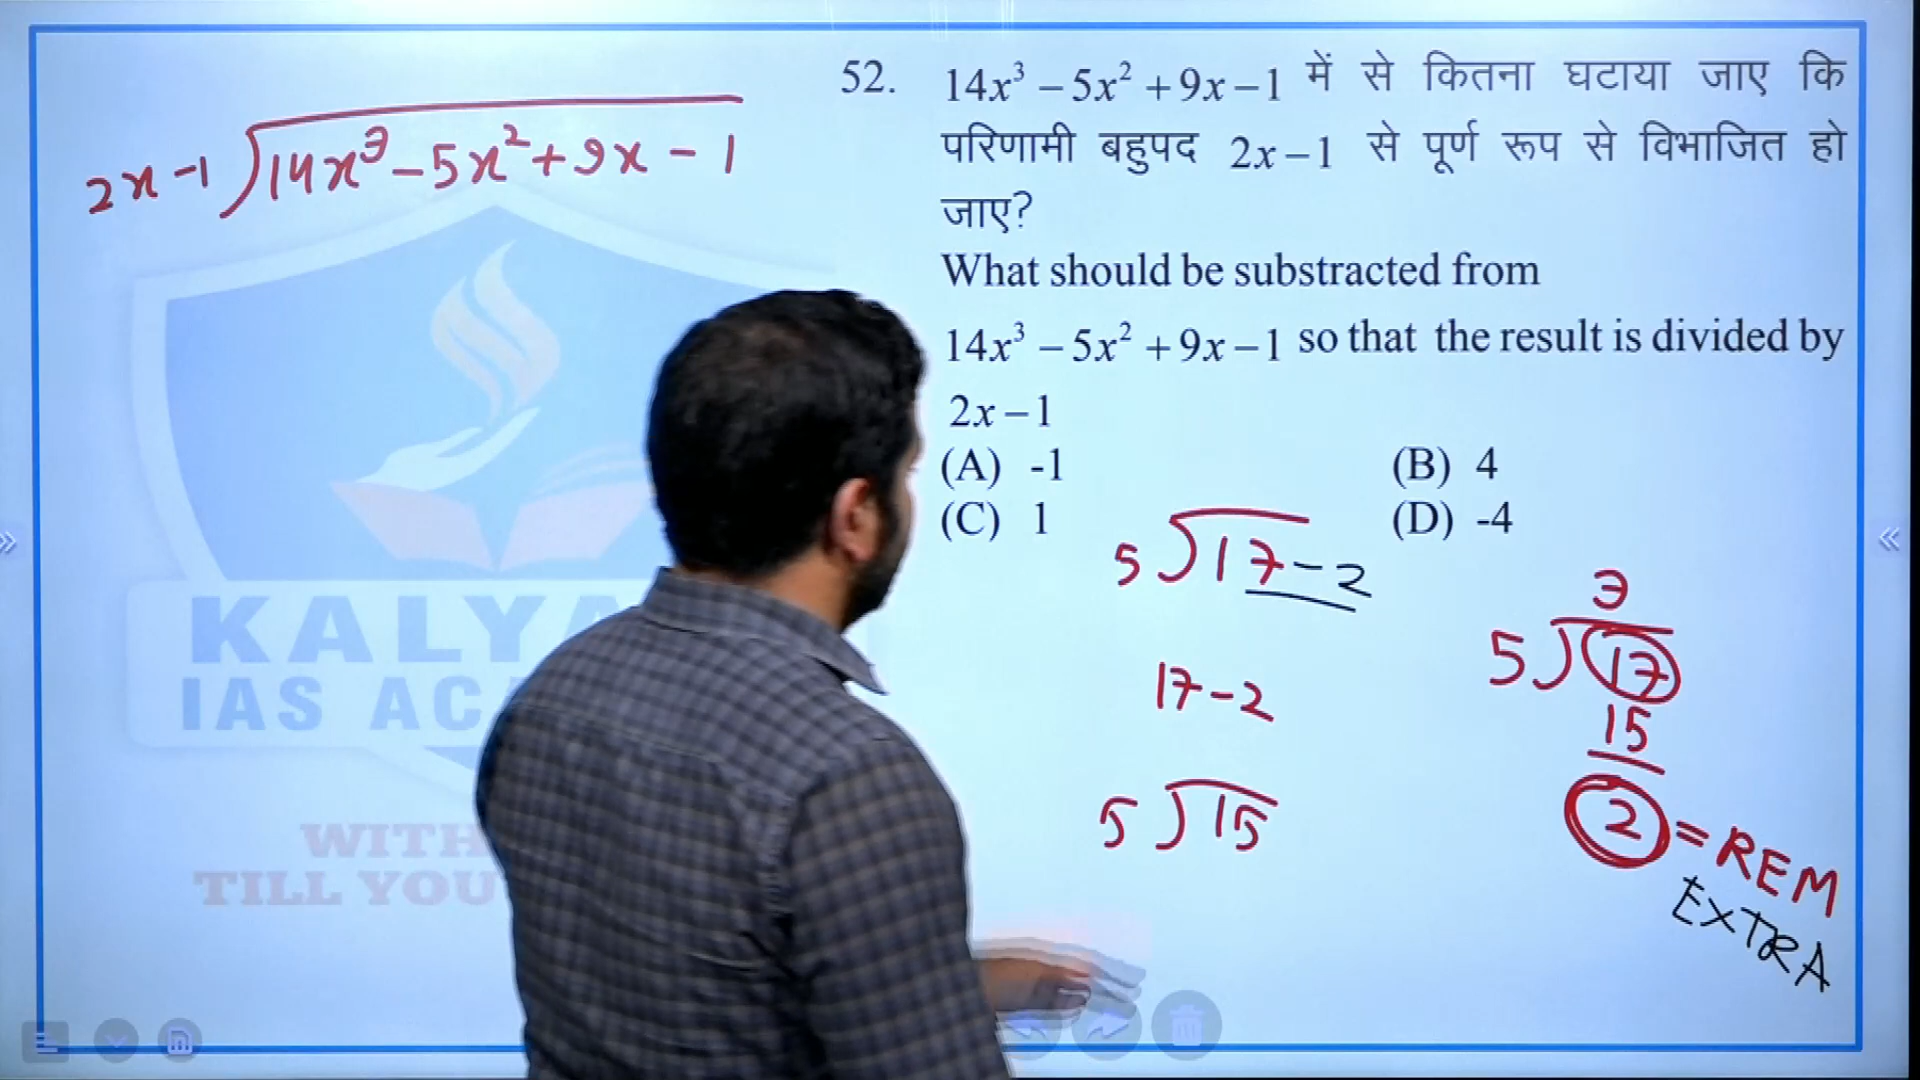 52. 14x³ – 5x² + 9x – 1 में से कितना घटाया जाए कि
परिणामी बहुपद 2x – 1 से पूर्ण रूप से विभाजित हो
जाए?
What should be substracted from
14x³ – 5x² + 9x – 1 so that the result is divided by
2x – 1
(A) -1 (B) 4
(C) 1 (D) -4
2x - 1 ) 14x³ - 5x² + 9x - 1
5 ) 17 - 2
17 - 2
5 ) 15
3
5 ) 17
15
2 = REM
EXTRA
KALYA
IAS AC
WITH
TILL YOU